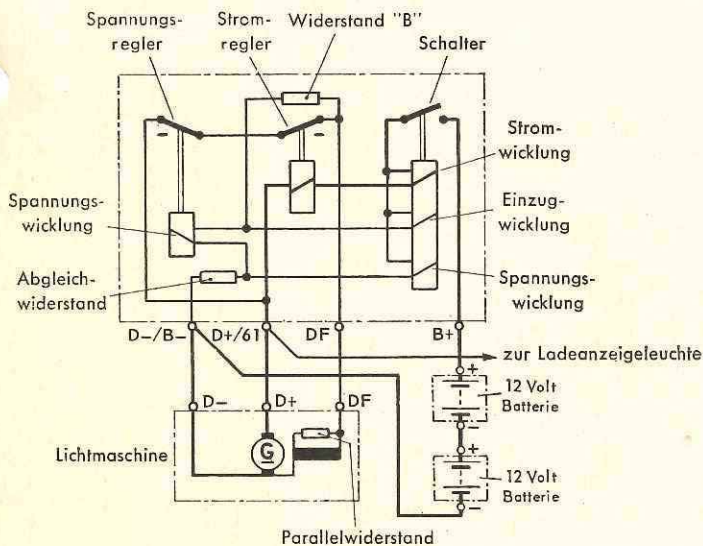 Spannungs-
regler
Strom-
regler
Widerstand "B"
Schalter
Strom-
wicklung
Spannungs-
wicklung
Einzug-
wicklung
Abgleich-
widerstand
Spannungs-
wicklung
D–/B–
D+/61
DF
B+
zur Ladeanzeigeleuchte
+
12 Volt
Batterie
D–
D+
DF
Lichtmaschine
G
+
12 Volt
Batterie
–
Parallelwiderstand